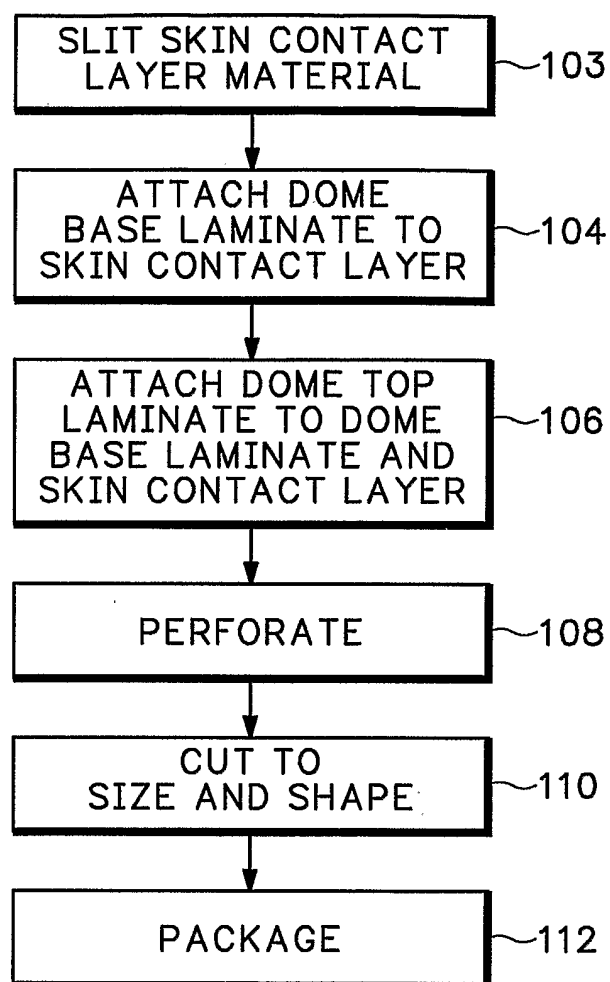 SLIT SKIN CONTACT
LAYER MATERIAL
103
ATTACH DOME
BASE LAMINATE TO
SKIN CONTACT LAYER
104
ATTACH DOME TOP
LAMINATE TO DOME
BASE LAMINATE AND
SKIN CONTACT LAYER
106
PERFORATE
108
CUT TO
SIZE AND SHAPE
110
PACKAGE
112